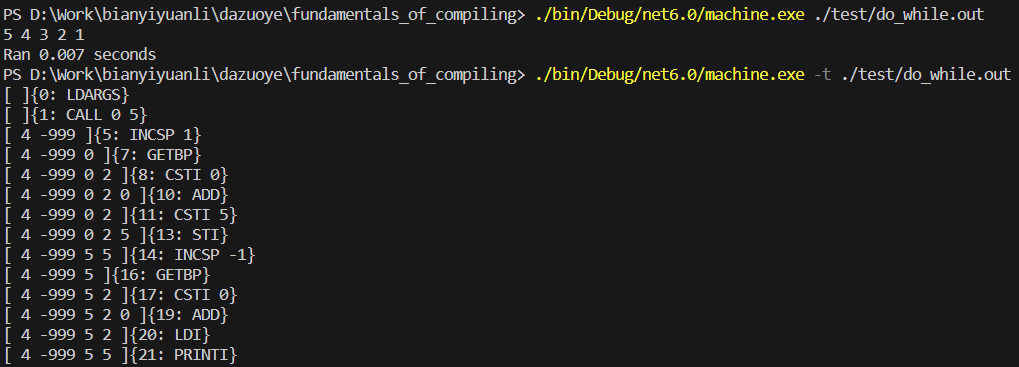 PS D:\Work\bianyiyuanli\dazuoye\fundamentals_of_compiling> ./bin/Debug/net6.0/machine.exe ./test/do_while.out
5 4 3 2 1
Ran 0.007 seconds
PS D:\Work\bianyiyuanli\dazuoye\fundamentals_of_compiling> ./bin/Debug/net6.0/machine.exe -t ./test/do_while.out
[ ]{0: LDARGS}
[ ]{1: CALL 0 5}
[ 4 -999 ]{5: INCSP 1}
[ 4 -999 0 ]{7: GETBP}
[ 4 -999 0 2 ]{8: CSTI 0}
[ 4 -999 0 2 0 ]{10: ADD}
[ 4 -999 0 2 ]{11: CSTI 5}
[ 4 -999 0 2 5 ]{13: STI}
[ 4 -999 5 5 ]{14: INCSP -1}
[ 4 -999 5 ]{16: GETBP}
[ 4 -999 5 2 ]{17: CSTI 0}
[ 4 -999 5 2 0 ]{19: ADD}
[ 4 -999 5 2 ]{20: LDI}
[ 4 -999 5 5 ]{21: PRINTI}